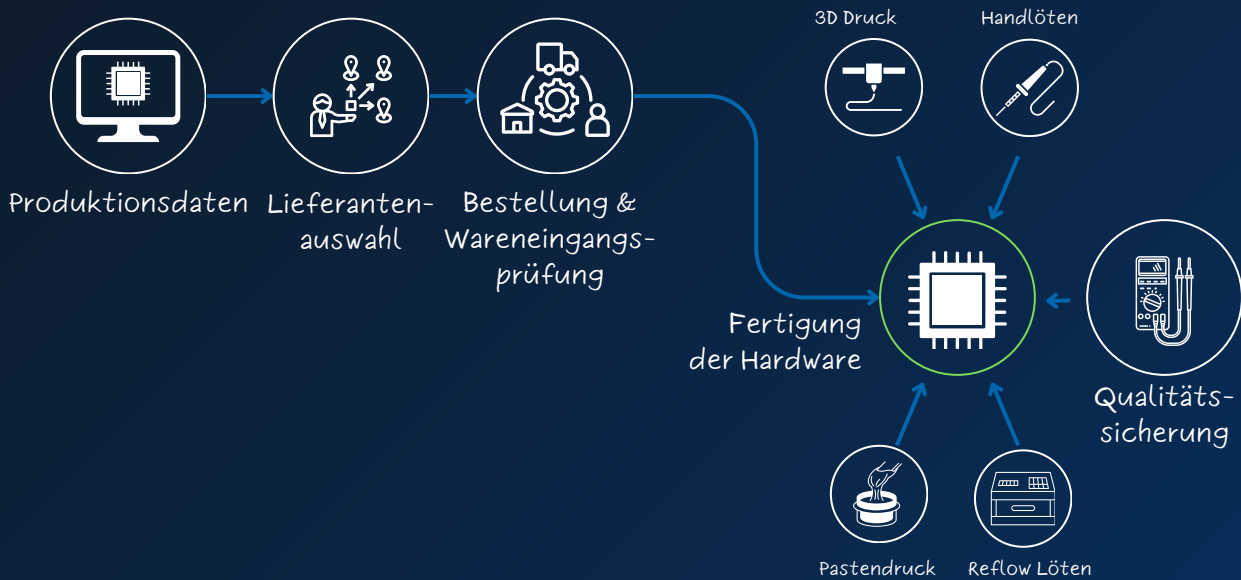 3D Druck
Handlöten
Produktionsdaten
Lieferanten-
auswahl
Bestellung &
Wareneingangs-
prüfung
Fertigung
der Hardware
Qualitäts-
sicherung
Pastendruck
Reflow Löten